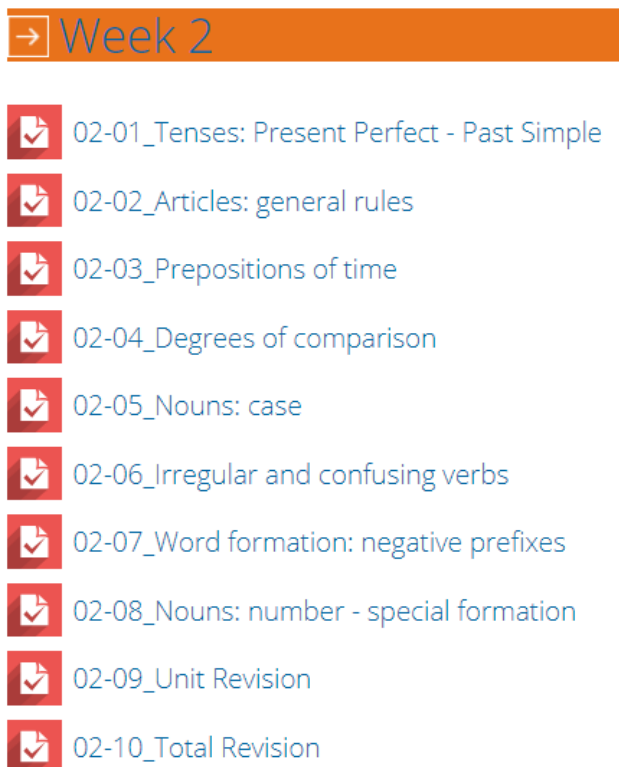 Week 2
02-01_Tenses: Present Perfect - Past Simple
02-02_Articles: general rules
02-03_Prepositions of time
02-04_Degrees of comparison
02-05_Nouns: case
02-06_Irregular and confusing verbs
02-07_Word formation: negative prefixes
02-08_Nouns: number - special formation
02-09_Unit Revision
02-10_Total Revision